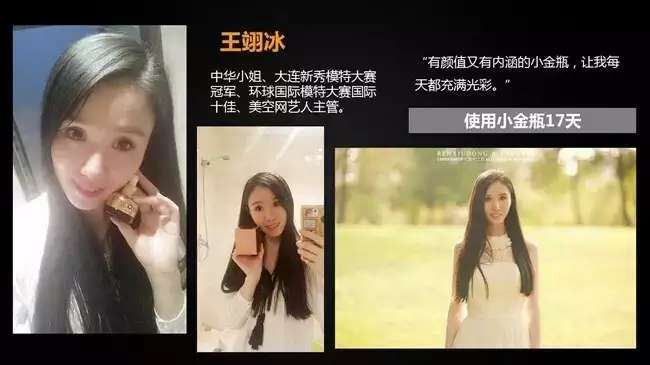 王翊冰
中华小姐、大连新秀模特大赛
冠军、环球国际模特大赛国际
十佳、美空网艺人主管。
“有颜值又有内涵的小金瓶，让我每
天都充满光彩。”
使用小金瓶17天